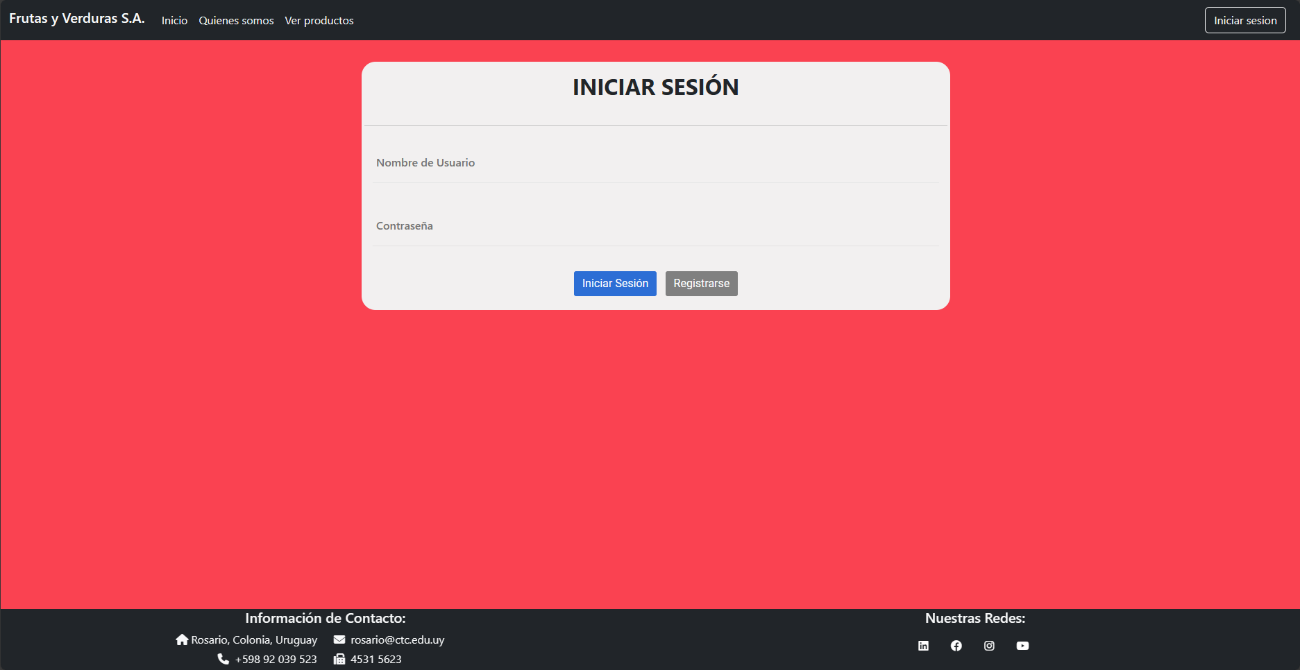 Frutas y Verduras S.A. Inicio Quienes somos Ver productos Iniciar sesion
INICIAR SESIÓN
Nombre de Usuario
Contraseña
Iniciar Sesión Registrarse
Información de Contacto: Nuestras Redes:
Rosario, Colonia, Uruguay rosario@ctc.edu.uy
+598 92 039 523 4531 5623